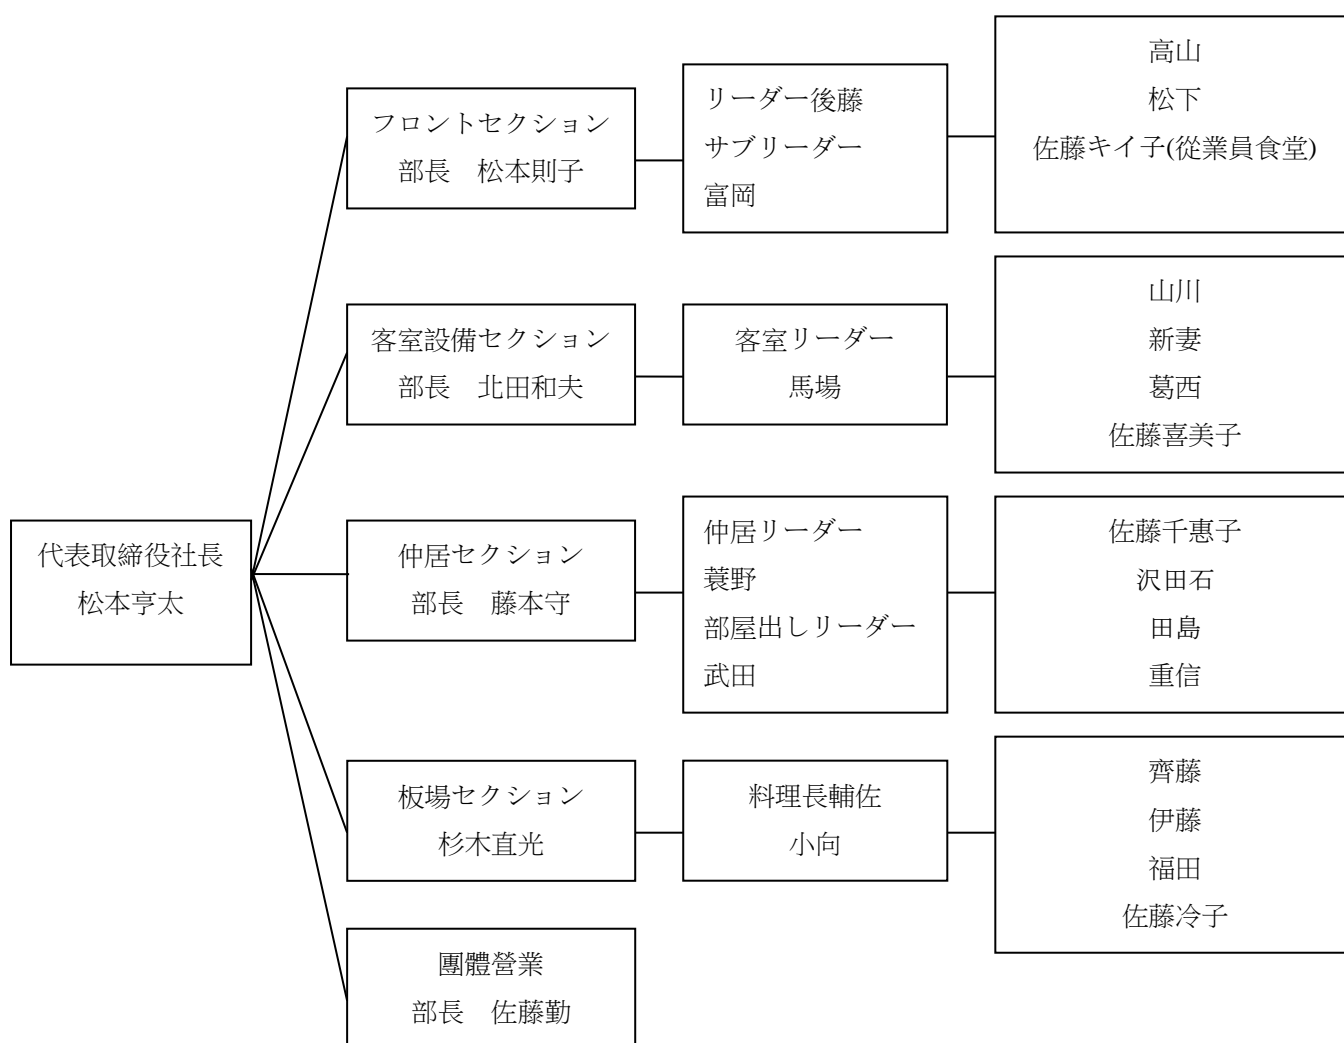 代表取締役社長
松本亨太
フロントセクション
部長　松本則子
リーダー後藤
サブリーダー
富岡
高山
松下
佐藤キイ子(從業員食堂)
客室設備セクション
部長　北田和夫
客室リーダー
馬場
山川
新妻
葛西
佐藤喜美子
仲居セクション
部長　藤本守
仲居リーダー
蓑野
部屋出しリーダー
武田
佐藤千惠子
沢田石
田島
重信
板場セクション
杉木直光
料理長輔佐
小向
齊藤
伊藤
福田
佐藤冷子
團體營業
部長　佐藤勤